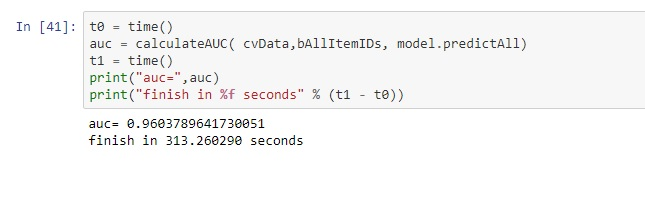 In [41]: t0 = time()
auc = calculateAUC( cvData,bAllItemIDs, model.predictAll)
t1 = time()
print("auc=",auc)
print("finish in %f seconds" % (t1 - t0))
auc= 0.9603789641730051
finish in 313.260290 seconds